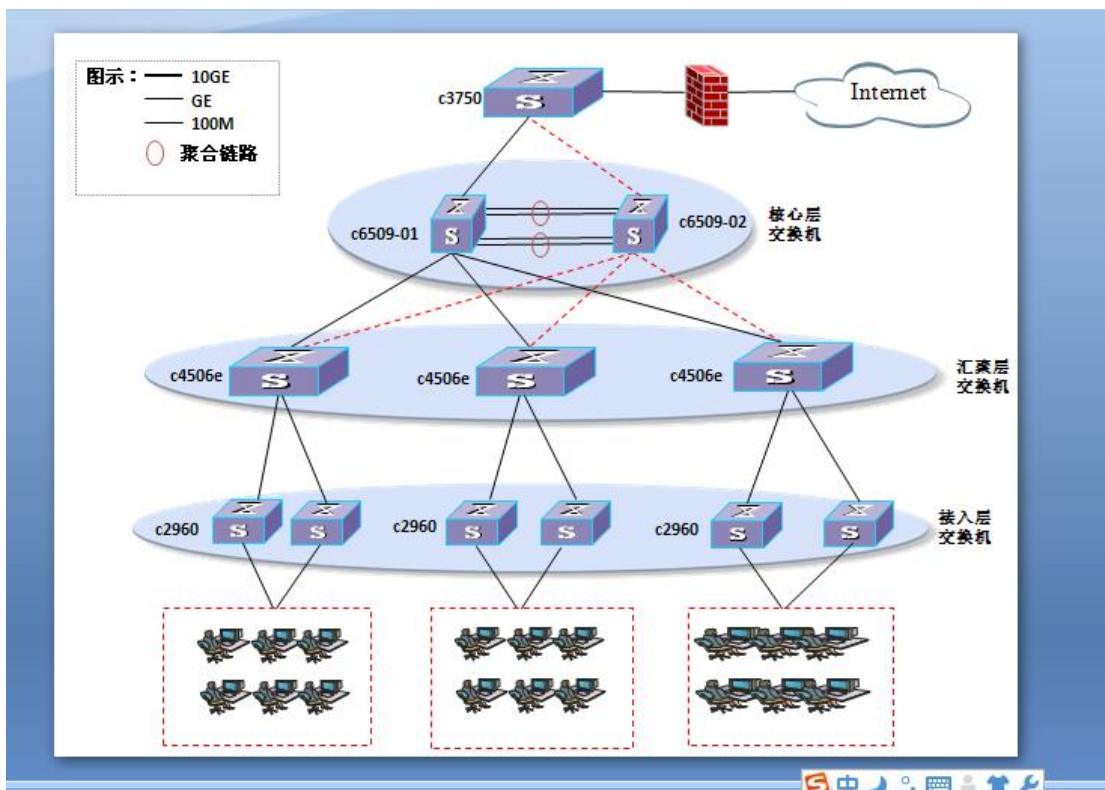 图示：
10GE
GE
100M
聚合链路
c3750
Internet
c6509-01
c6509-02
核心层
交换机
c4506e
c4506e
c4506e
汇聚层
交换机
c2960
c2960
c2960
接入层
交换机
中